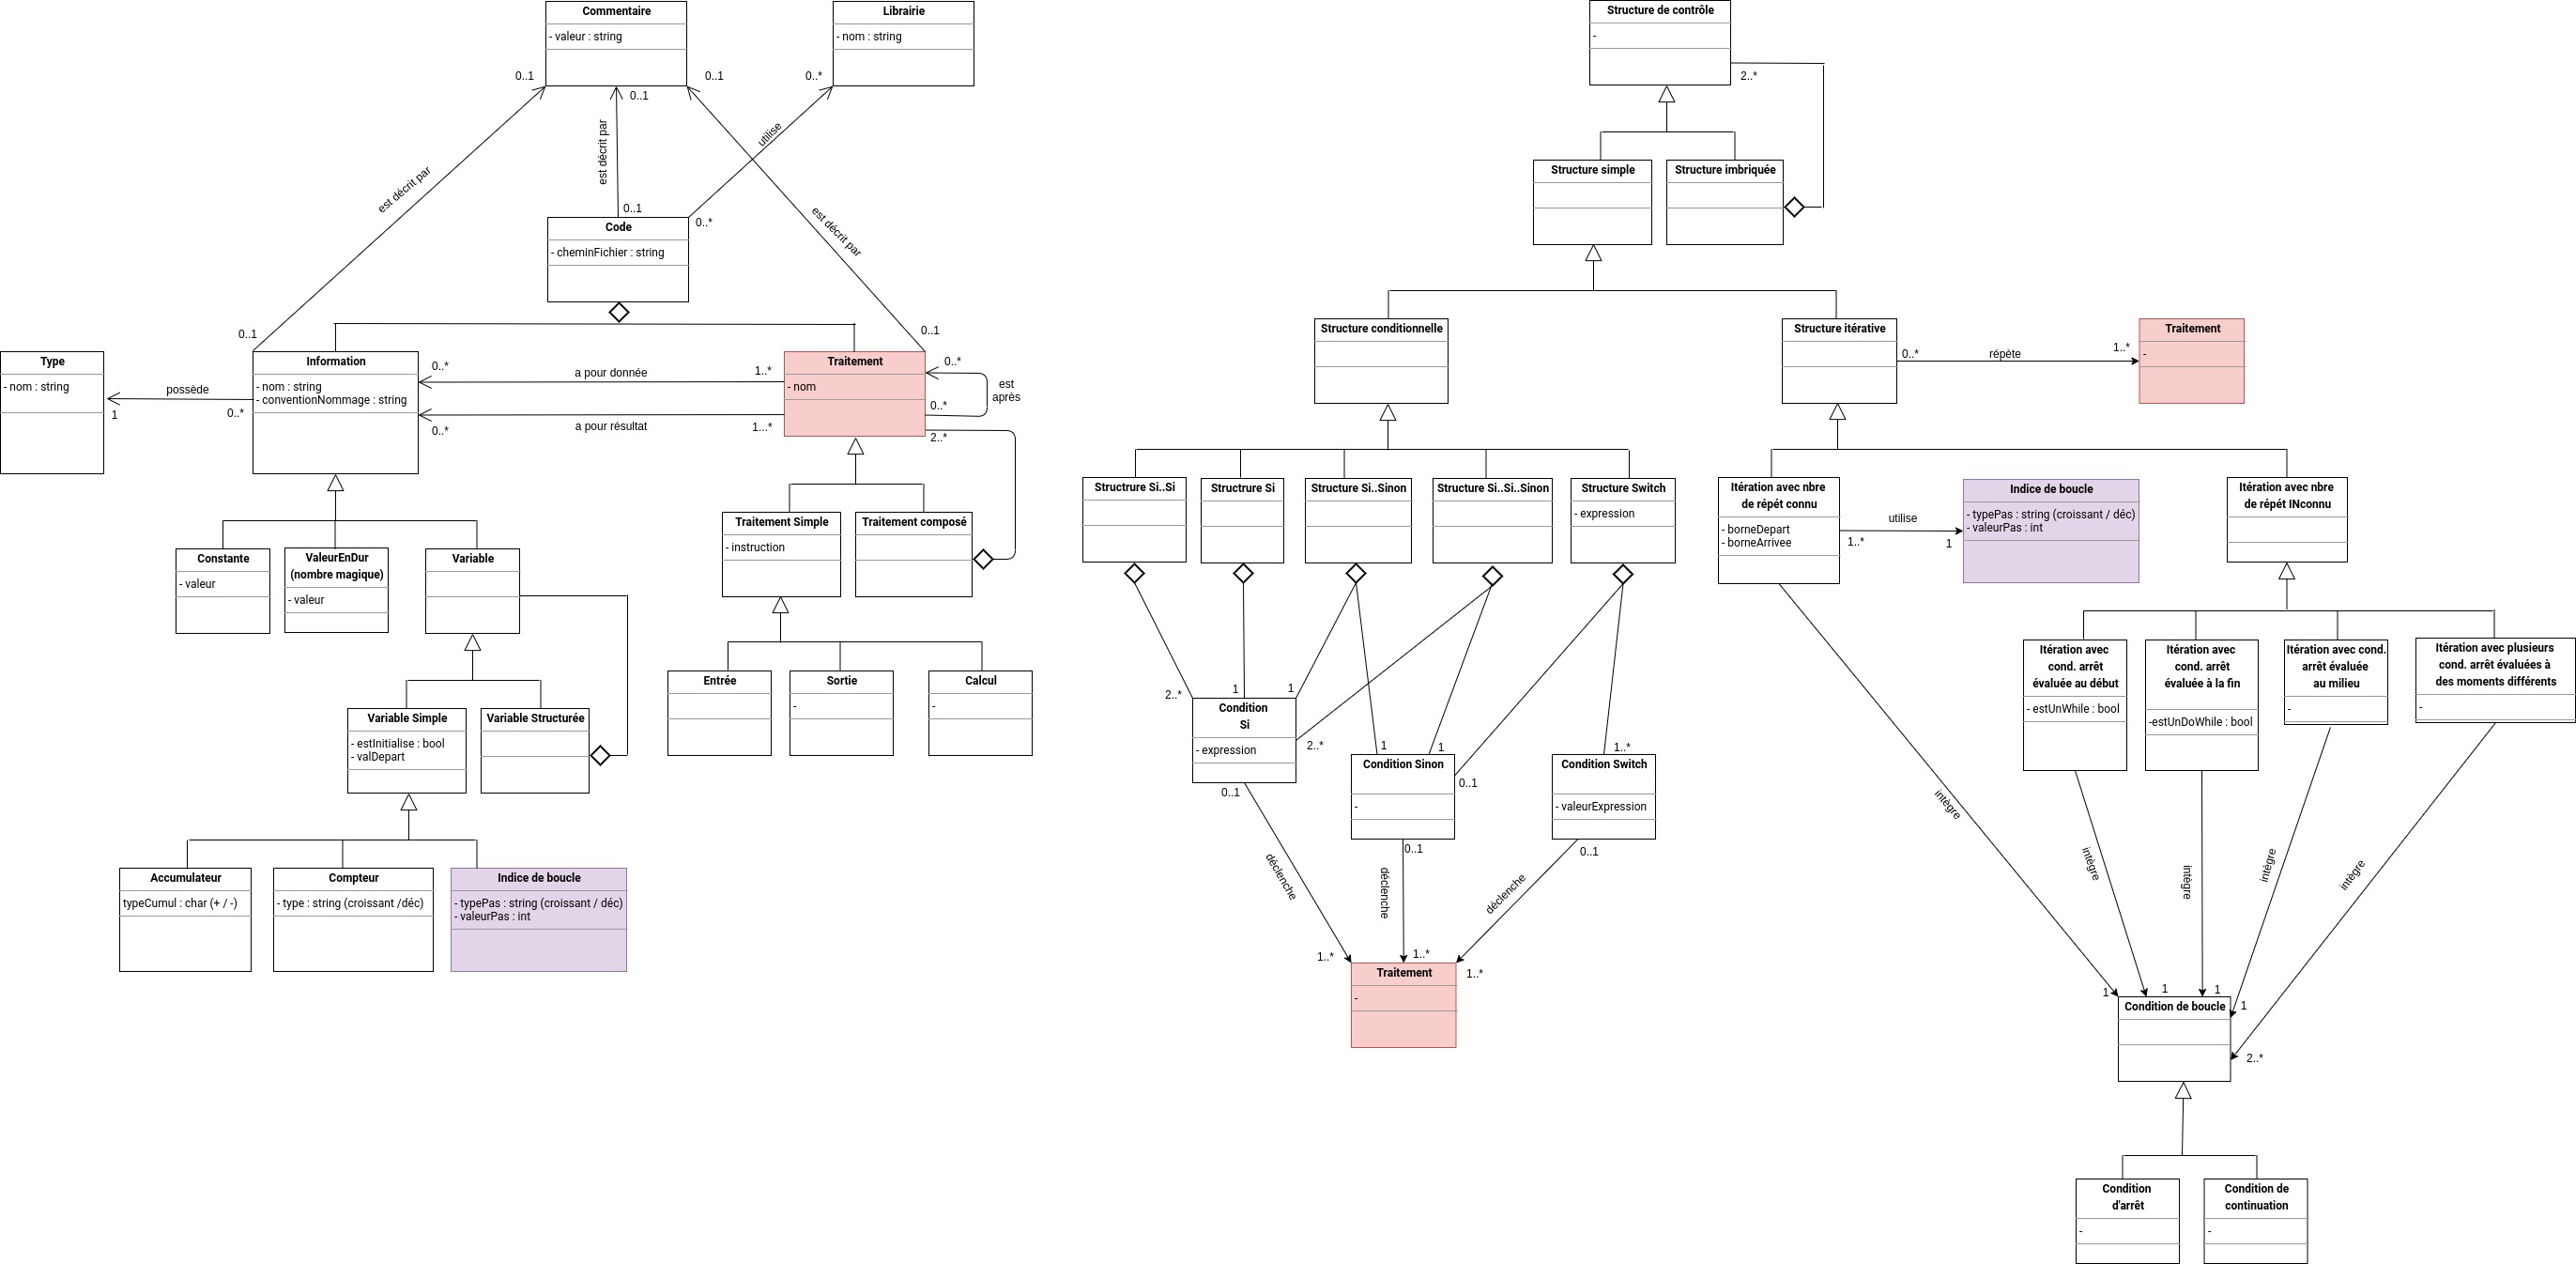 Commentaire
- valeur : string
Librairie
- nom : string
0..1
0..1
0..1
0..*
est décrit par
est décrit par
utilise
est décrit par
0..1
0..*
Code
- cheminFichier : string
0..1
0..1
Type
- nom : string
possède
1
0..*
Information
- nom : string
- conventionNommage : string
0..*
a pour donnée
1..*
0..*
a pour résultat
1...*
Traitement
- nom
0..*
est
après
0..*
2..*
Constante
- valeur
ValeurEnDur
(nombre magique)
- valeur
Variable
Traitement Simple
- instruction
Traitement composé
Entrée
Sortie
-
Calcul
-
Variable Simple
- estInitialise : bool
- valDepart
Variable Structurée
Accumulateur
typeCumul : char (+ / -)
Compteur
- type : string (croissant /déc)
Indice de boucle
- typePas : string (croissant / déc)
- valeurPas : int
Structure de contrôle
-
2..*
Structure simple
Structure imbriquée
Structure conditionnelle
Structure itérative
0..*
répète
1..*
Traitement
-
Structrure Si..Si
Structrure Si
Structure Si..Sinon
Structure Si..Si..Sinon
Structure Switch
- expression
Itération avec nbre
de répét connu
- borneDepart
- borneArrivee
utilise
1..*
1
Indice de boucle
- typePas : string (croissant / déc)
- valeurPas : int
Itération avec nbre
de répét INconnu
2..*
1
1
Condition
Si
- expression
2..*
0..1
1
1
Condition Sinon
-
0..1
0..1
1..*
Condition Switch
- valeurExpression
0..1
déclenche
déclenche
déclenche
1..*
1..*
1..*
Traitement
-
Itération avec
cond. arrêt
évaluée au début
- estUnWhile : bool
Itération avec
cond. arrêt
évaluée à la fin
-estUnDoWhile : bool
Itération avec cond.
arrêt évaluée
au milieu
-
Itération avec plusieurs
cond. arrêt évaluées à
des moments différents
-
intègre
intègre
intègre
intègre
intègre
1
1
1
1
2..*
Condition de boucle
Condition
d'arrêt
-
Condition de
continuation
-